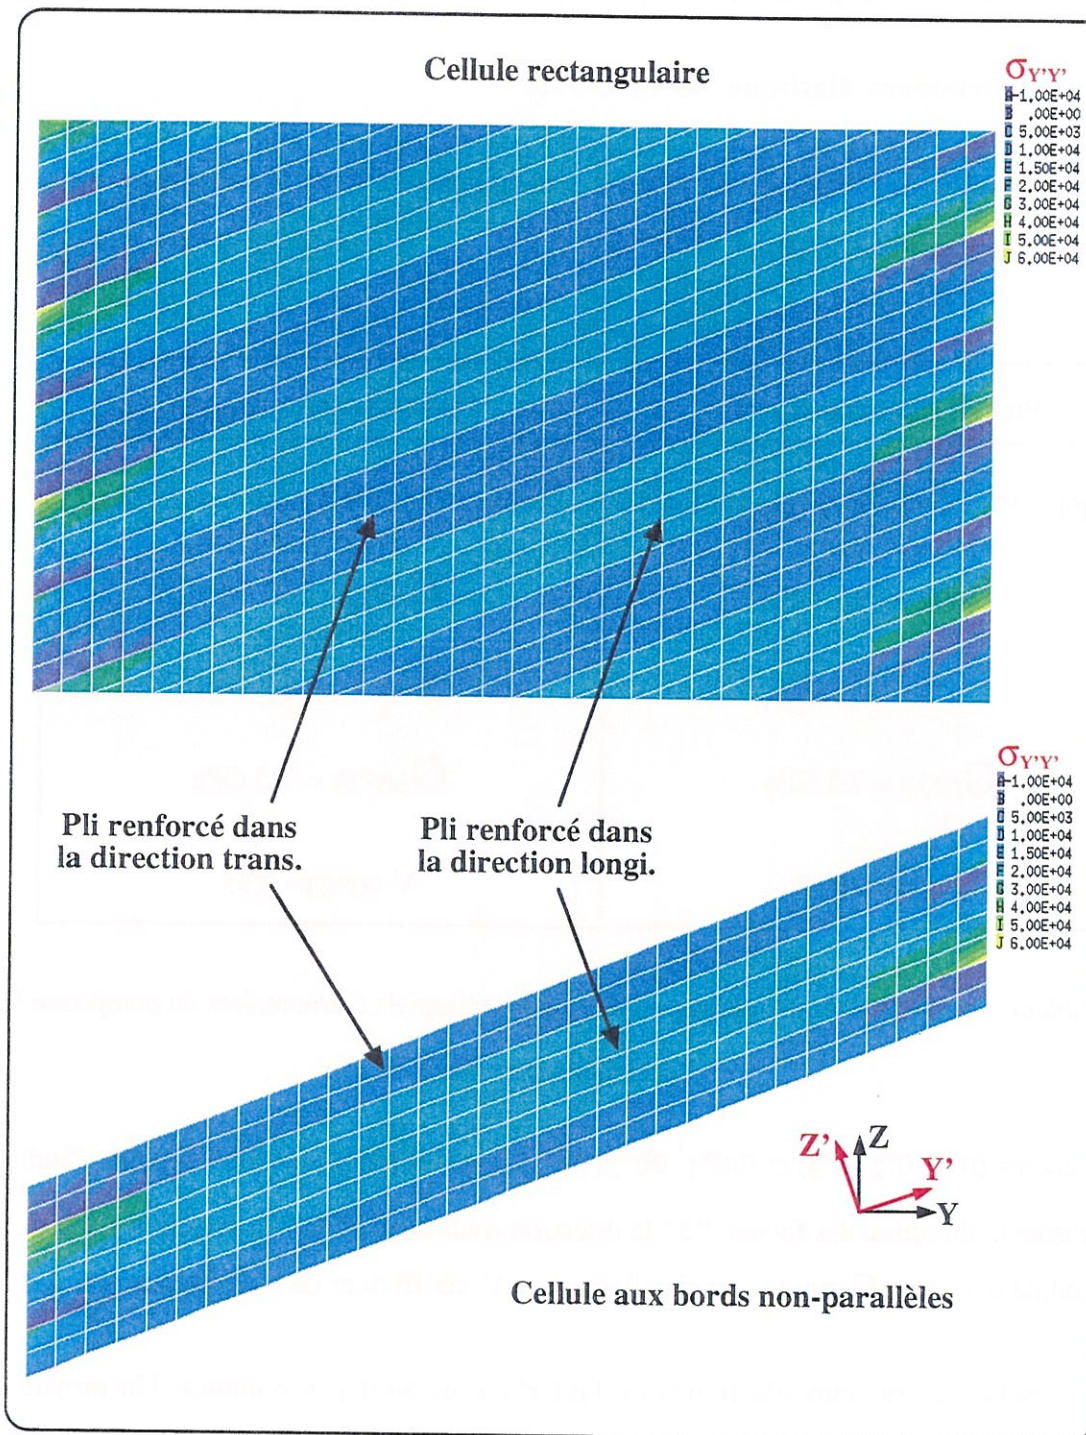 Cellule rectangulaire
σY'Y'
A-1.00E+04
B .00E+00
C 5.00E+03
D 1.00E+04
E 1.50E+04
F 2.00E+04
G 3.00E+04
H 4.00E+04
I 5.00E+04
J 6.00E+04
Pli renforcé dans
la direction trans.
Pli renforcé dans
la direction longi.
σY'Y'
A-1.00E+04
B .00E+00
C 5.00E+03
D 1.00E+04
E 1.50E+04
F 2.00E+04
G 3.00E+04
H 4.00E+04
I 5.00E+04
J 6.00E+04
Z' Z
Y'
Y
Cellule aux bords non-parallèles